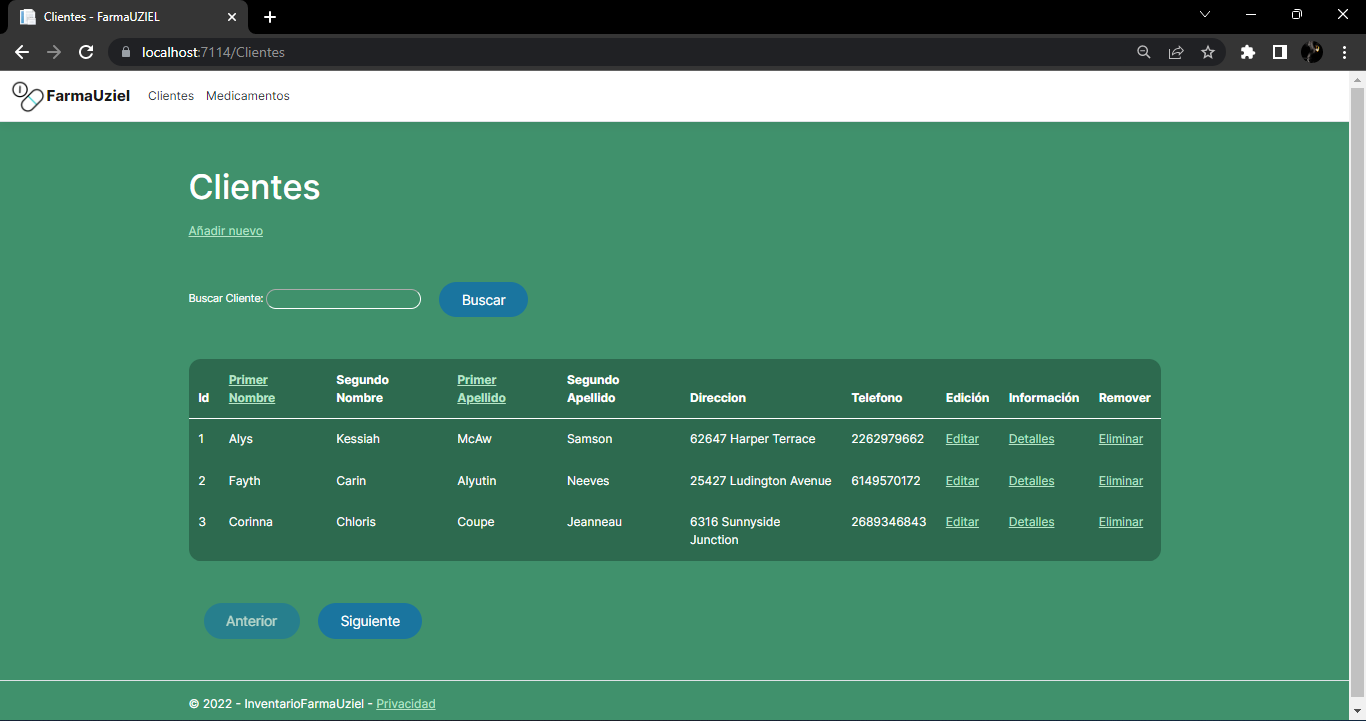 Clientes - FarmaUZIEL
localhost:7114/Clientes
FarmaUziel Clientes Medicamentos
Clientes
Añadir nuevo
Buscar Cliente: Buscar
Id Primer Nombre Segundo Nombre Primer Apellido Segundo Apellido Direccion Telefono Edición Información Remover
1 Alys Kessiah McAw Samson 62647 Harper Terrace 2262979662 Editar Detalles Eliminar
2 Fayth Carin Alyutin Neeves 25427 Ludington Avenue 6149570172 Editar Detalles Eliminar
3 Corinna Chloris Coupe Jeanneau 6316 Sunnyside Junction 2689346843 Editar Detalles Eliminar
Anterior Siguiente
© 2022 - InventarioFarmaUziel - Privacidad